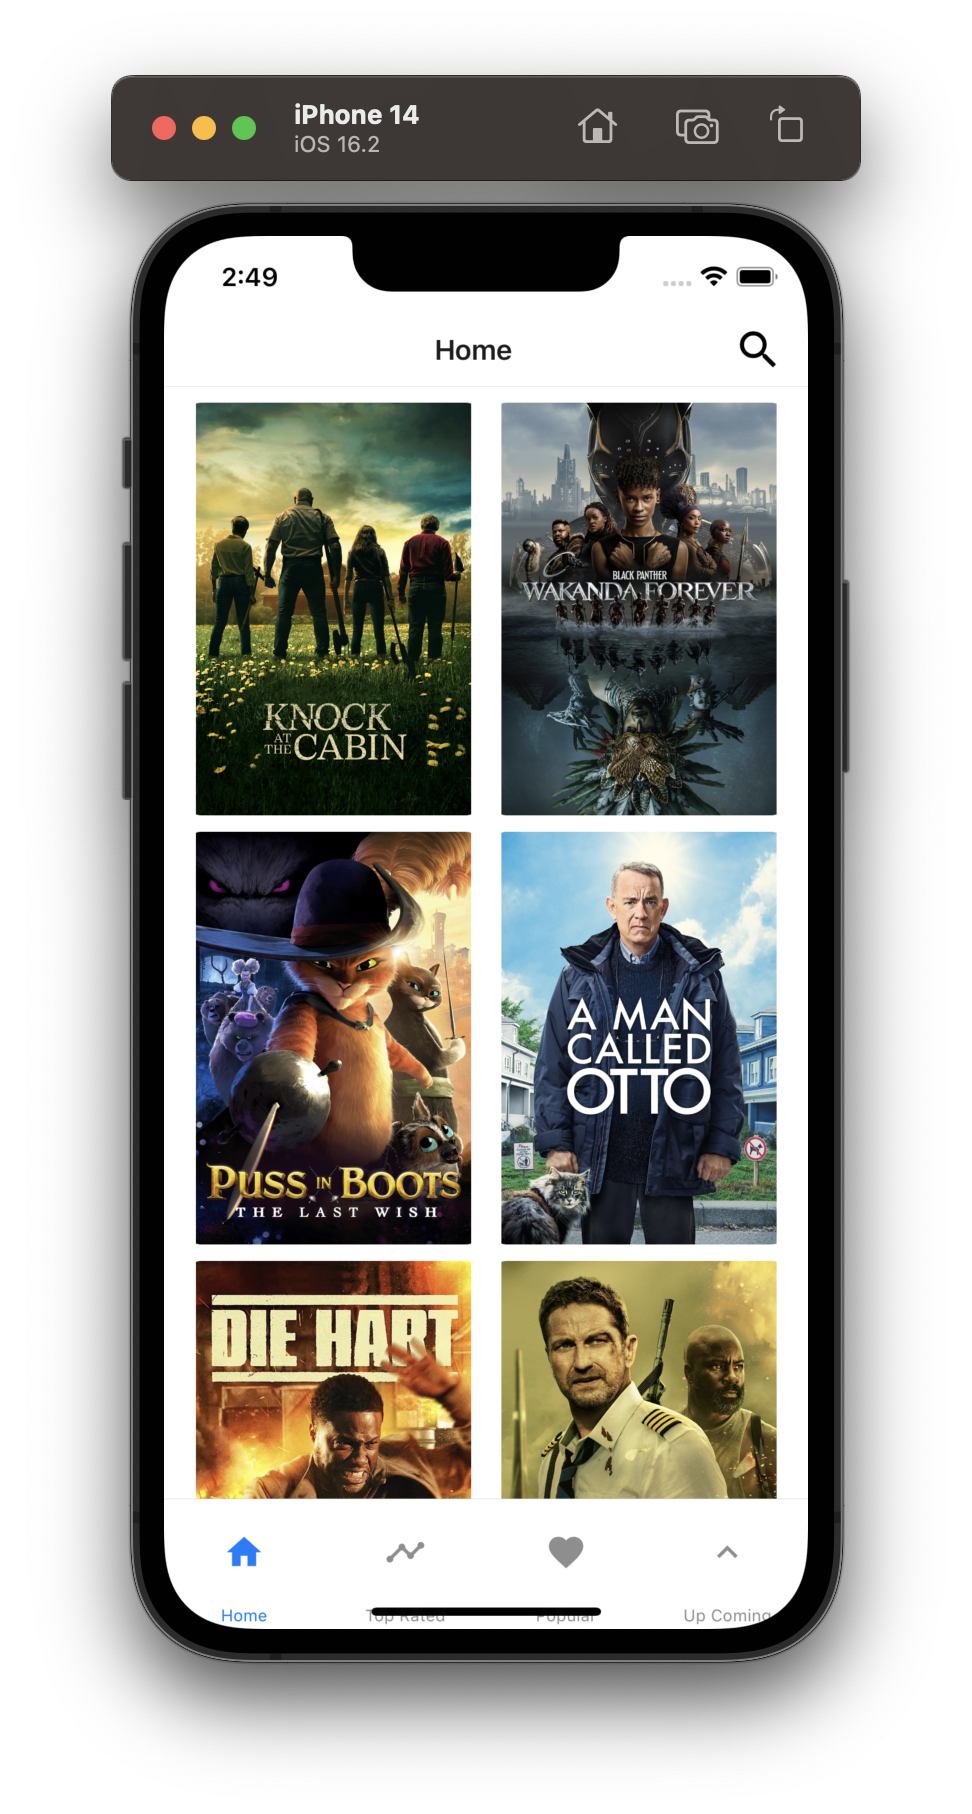 iPhone 14
iOS 16.2
2:49
Home
KNOCK
AT
THE CABIN
BLACK PANTHER
WAKANDA FOREVER
PUSS IN BOOTS
THE LAST WISH
A MAN
CALLED
OTTO
DIE HART
Home
Top Rated
Popular
Up Coming